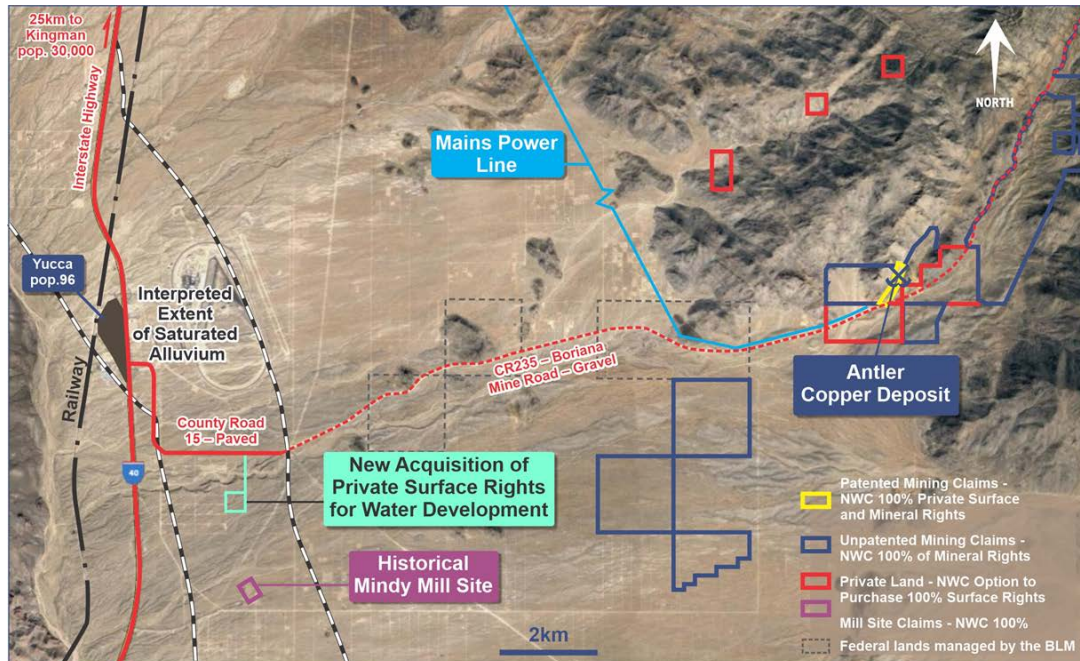 25km to
Kingman
pop. 30,000
Interstate Highway
Mains Power
Line
NORTH
Yucca
pop.96
Interpreted
Extent
of Saturated
Alluvium
Railway
CR235 – Boriana
Mine Road – Gravel
Antler
Copper Deposit
County Road
15 – Paved
40
New Acquisition of
Private Surface Rights
for Water Development
Historical
Mindy Mill Site
2km
Patented Mining Claims -
NWC 100% Private Surface
and Mineral Rights
Unpatented Mining Claims -
NWC 100% of Mineral Rights
Private Land - NWC Option to
Purchase 100% Surface Rights
Mill Site Claims - NWC 100%
Federal lands managed by the BLM